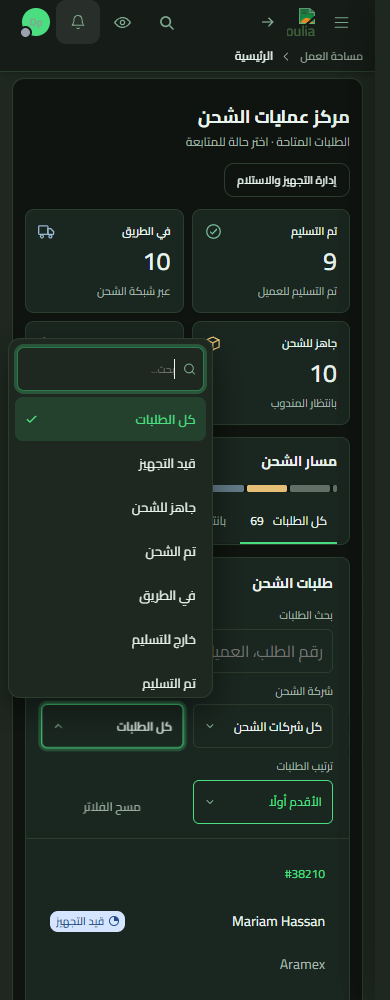 oulia
مساحة العمل
الرئيسية
مركز عمليات الشحن
الطلبات المتاحة · اختر حالة للمتابعة
إدارة التجهيز والاستلام
تم التسليم
9
تم التسليم للعميل
في الطريق
10
عبر شبكة الشحن
جاهز للشحن
10
بانتظار المندوب
بحث...
كل الطلبات
قيد التجهيز
جاهز للشحن
تم الشحن
في الطريق
خارج للتسليم
تم التسليم
مسار الشحن
كل الطلبات 69
طلبات الشحن
بحث الطلبات
رقم الطلب، العمي
شركة الشحن
كل شركات الشحن
كل الطلبات
ترتيب الطلبات
الأقدم أولًا
مسح الفلاتر
#38210
Mariam Hassan
قيد التجهيز
Aramex